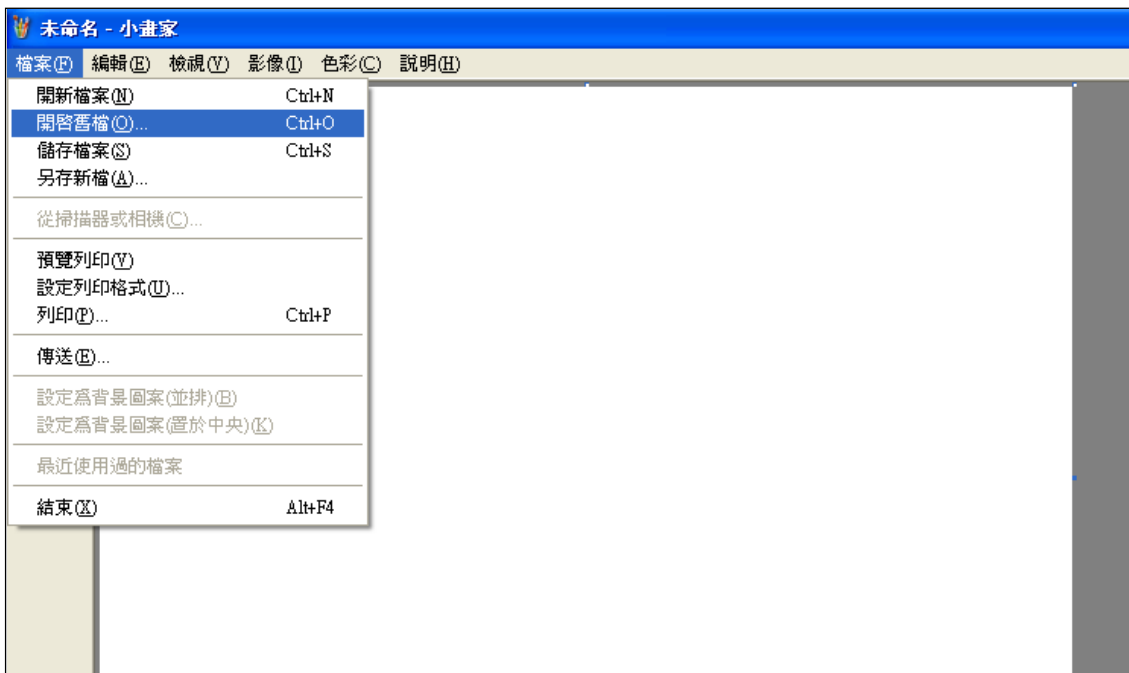 未命名 - 小畫家
檔案(F) 編輯(E) 檢視(V) 影像(I) 色彩(C) 說明(H)
開新檔案(N) Ctrl+N
開啓舊檔(O)... Ctrl+O
儲存檔案(S) Ctrl+S
另存新檔(A)...
從掃描器或相機(C)...
預覽列印(V)
設定列印格式(U)...
列印(P)... Ctrl+P
傳送(E)...
設定為背景圖案(並排)(B)
設定為背景圖案(置於中央)(K)
最近使用過的檔案
結束(X) Alt+F4